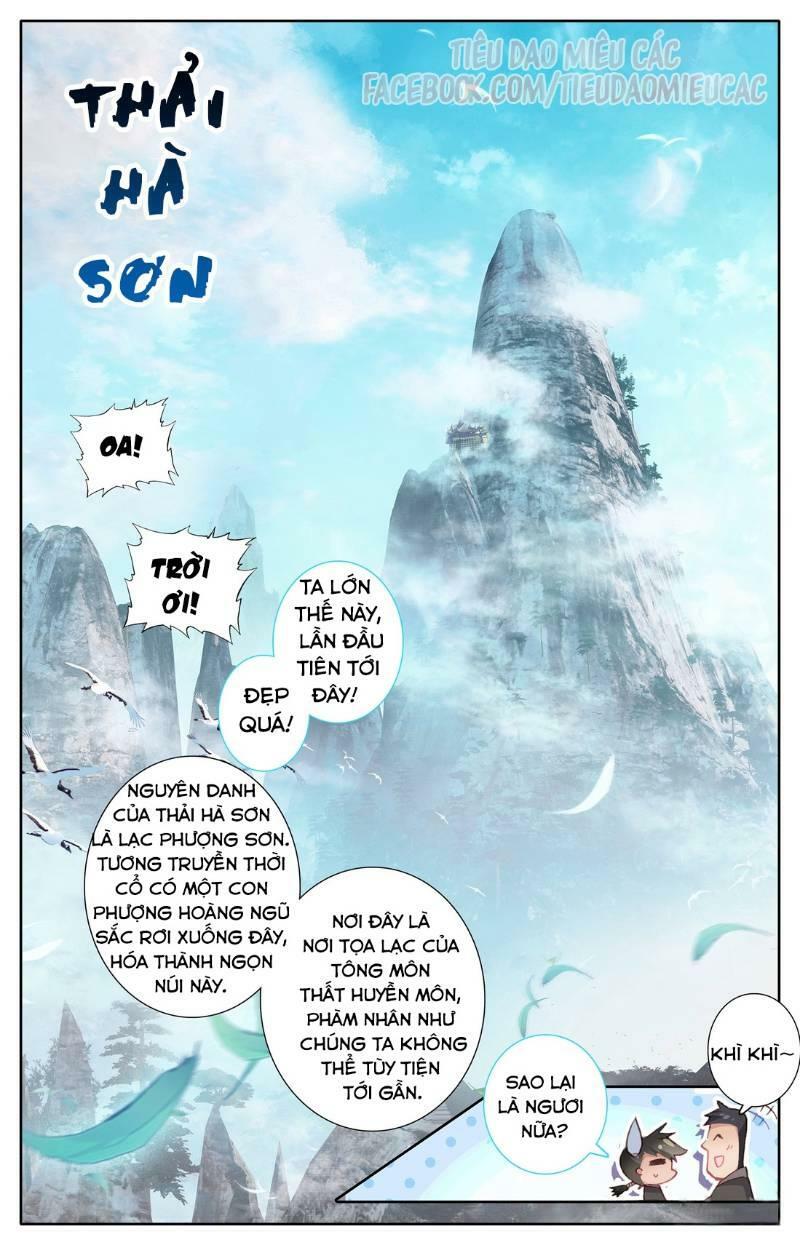 TIÊU DAO MIÊU CÁC
FACEBOOK.COM/TIEUDAOMIEUCAC
THẢI
HÀ
SƠN
OA!
TRỜI
ƠI!
TA LỚN
THẾ NÀY,
LẦN ĐẦU
TIÊN TỚI
ĐÂY!
ĐẸP
QUÁ!
NGUYÊN DANH
CỦA THẢI HÀ SƠN
LÀ LẠC PHƯỢNG SƠN.
TƯƠNG TRUYỀN THỜI
CỔ CÓ MỘT CON
PHƯỢNG HOÀNG NGŨ
SẮC RƠI XUỐNG ĐÂY,
HÓA THÀNH NGỌN
NÚI NÀY.
NƠI ĐÂY LÀ
NƠI TỌA LẠC CỦA
TÔNG MÔN
THẤT HUYỀN MÔN,
PHÀM NHÂN NHƯ
CHÚNG TA KHÔNG
THỂ TÙY TIỆN
TỚI GẦN.
SAO LẠI
LÀ NGƯƠI
NỮA?
KHÌ KHÌ~